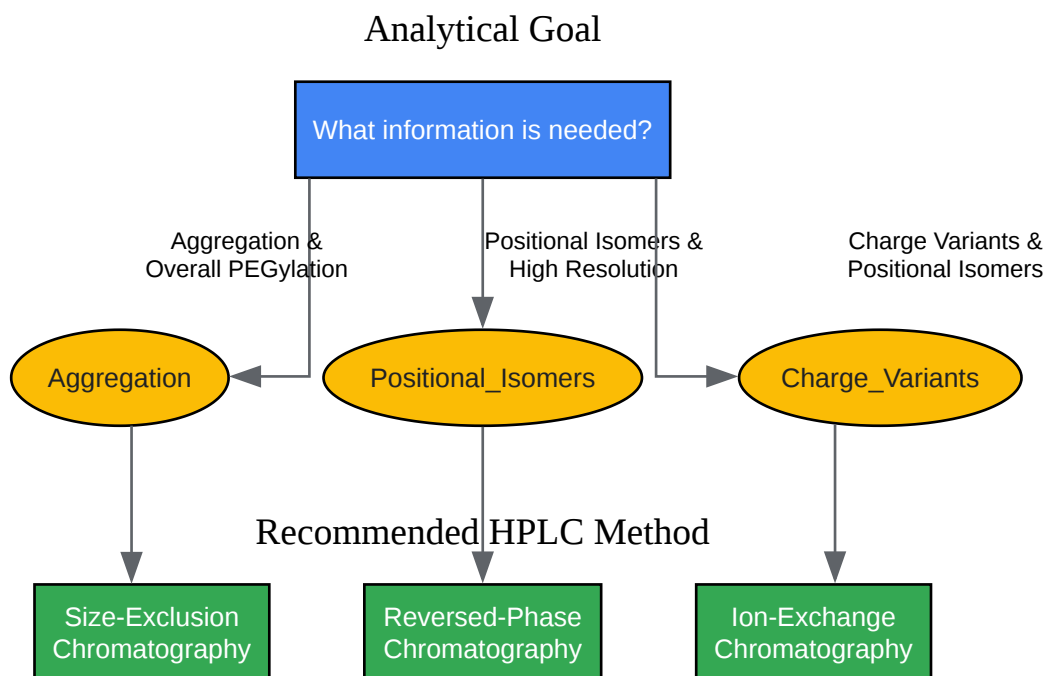 Analytical Goal
What information is needed?
Aggregation &
Overall PEGylation
Positional Isomers &
High Resolution
Charge Variants &
Positional Isomers
Aggregation
Positional_Isomers
Charge_Variants
Recommended HPLC Method
Size-Exclusion
Chromatography
Reversed-Phase
Chromatography
Ion-Exchange
Chromatography